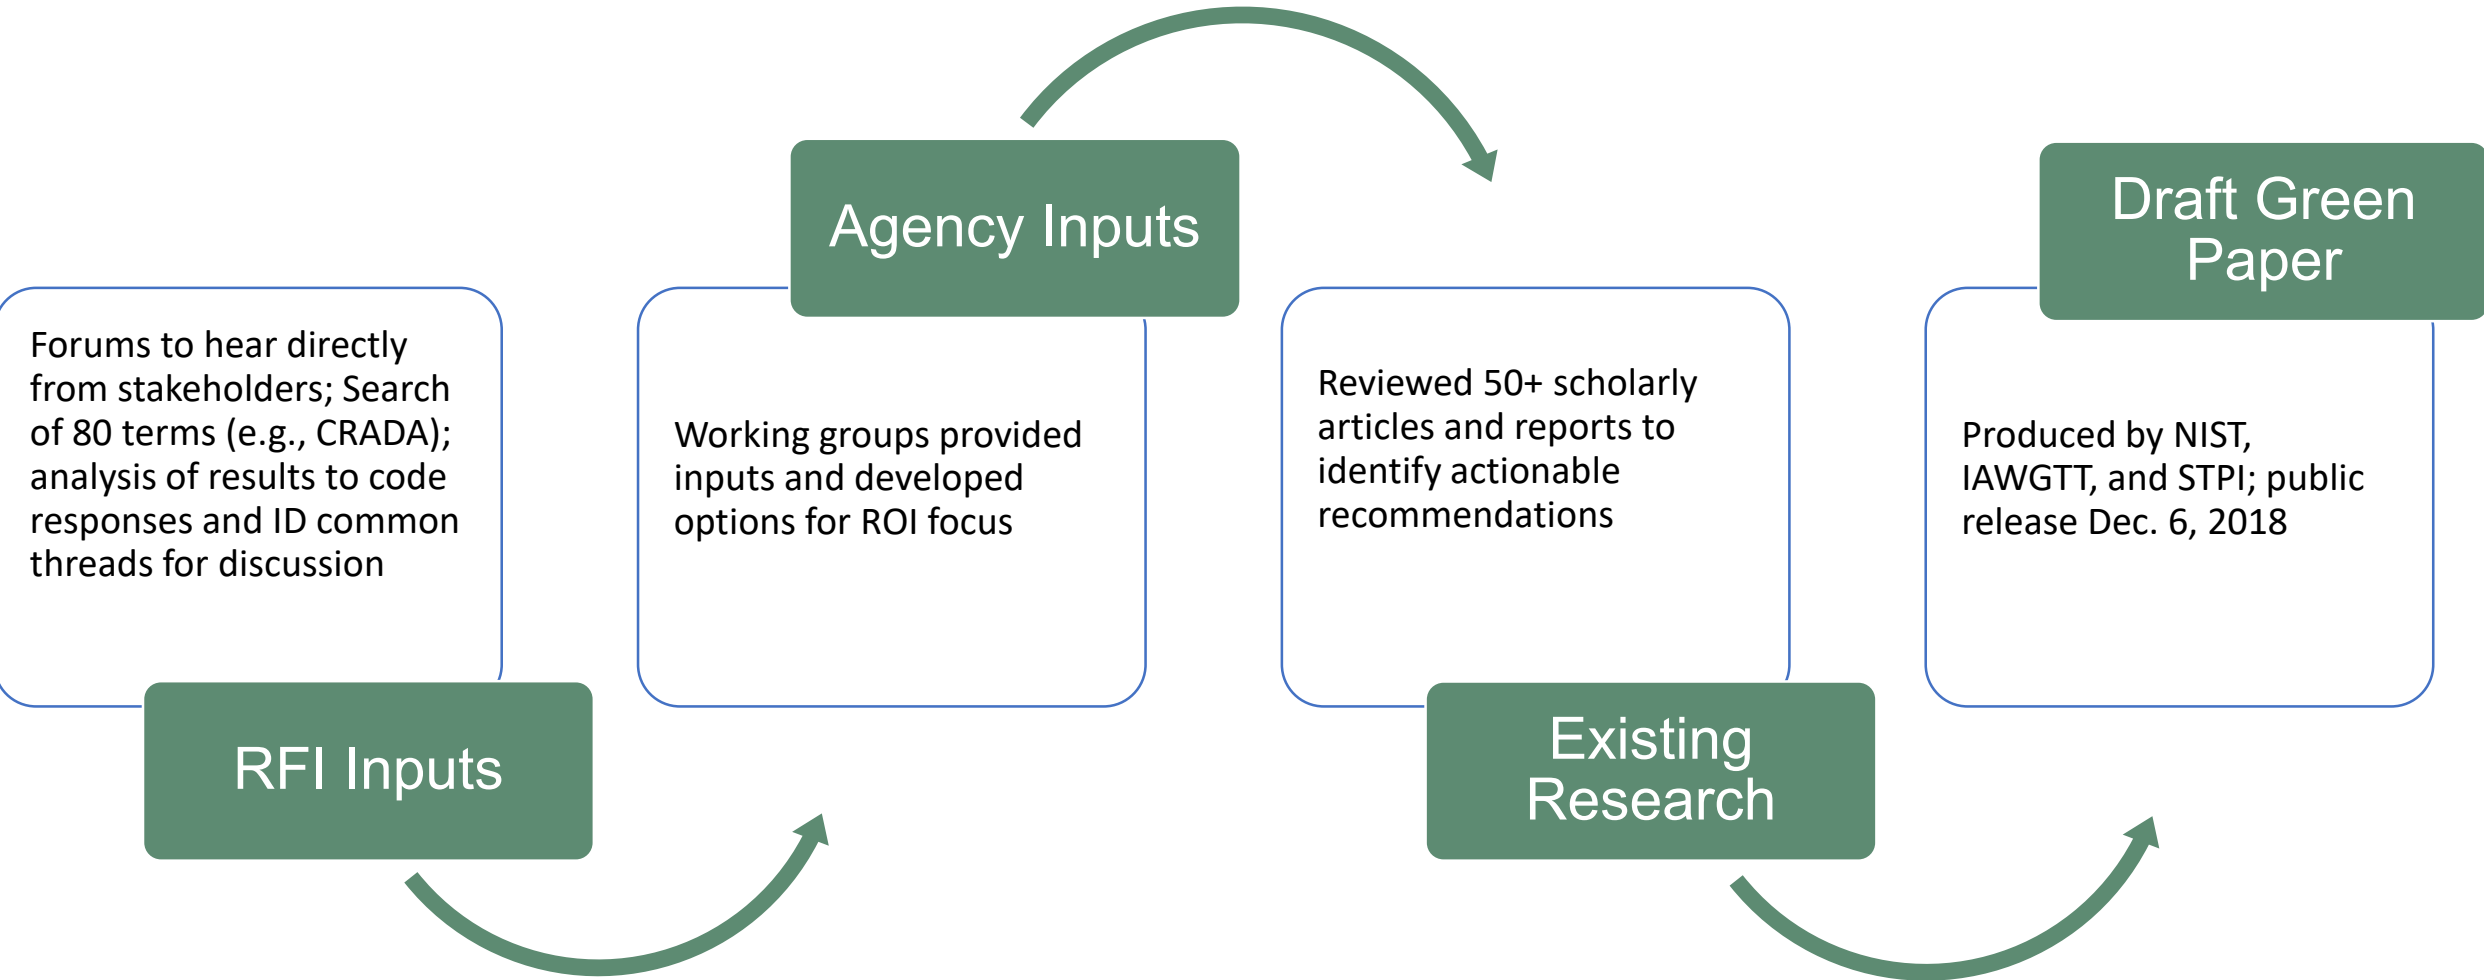 Forums to hear directly
from stakeholders; Search
of 80 terms (e.g., CRADA);
analysis of results to code
responses and ID common
threads for discussion
RFI Inputs
Agency Inputs
Working groups provided
inputs and developed
options for ROI focus
Reviewed 50+ scholarly
articles and reports to
identify actionable
recommendations
Existing
Research
Draft Green
Paper
Produced by NIST,
IAWGTT, and STPI; public
release Dec. 6, 2018